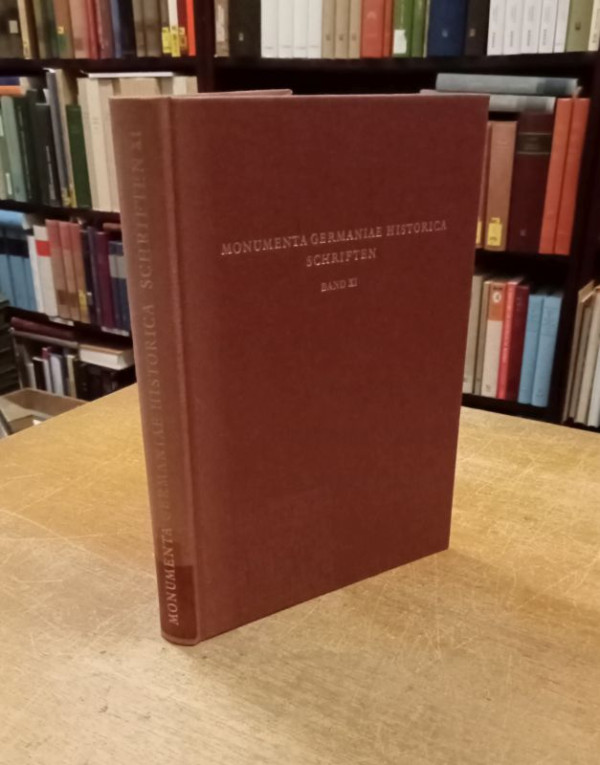 MONUMENTA GERMANIAE HISTORICA
SCHRIFTEN
BAND XI
MONUMENTA GERMANIAE HISTORICA SCHRIFTEN XI